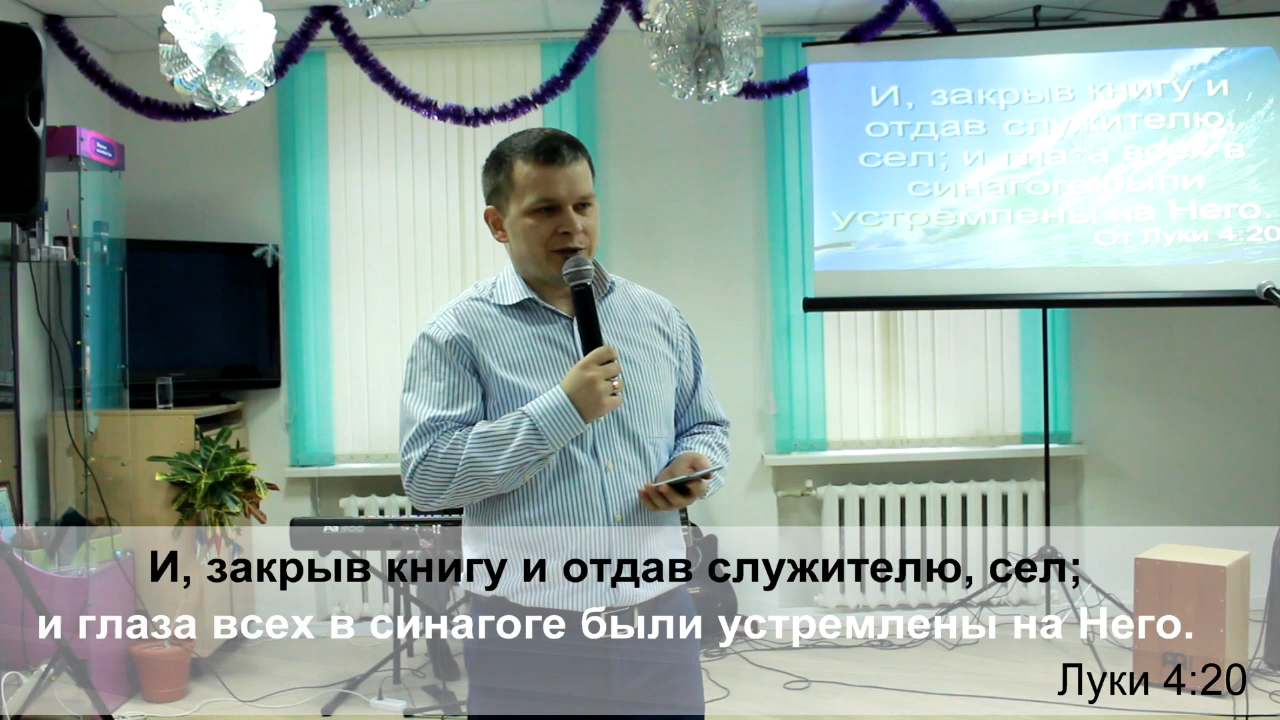 И, закрыв книгу и
отдав служителю,
сел; и глаза всех в
синагоге были
устремлены на Него.
От Луки 4:20
И, закрыв книгу и отдав служителю, сел;
и глаза всех в синагоге были устремлены на Него.
Луки 4:20